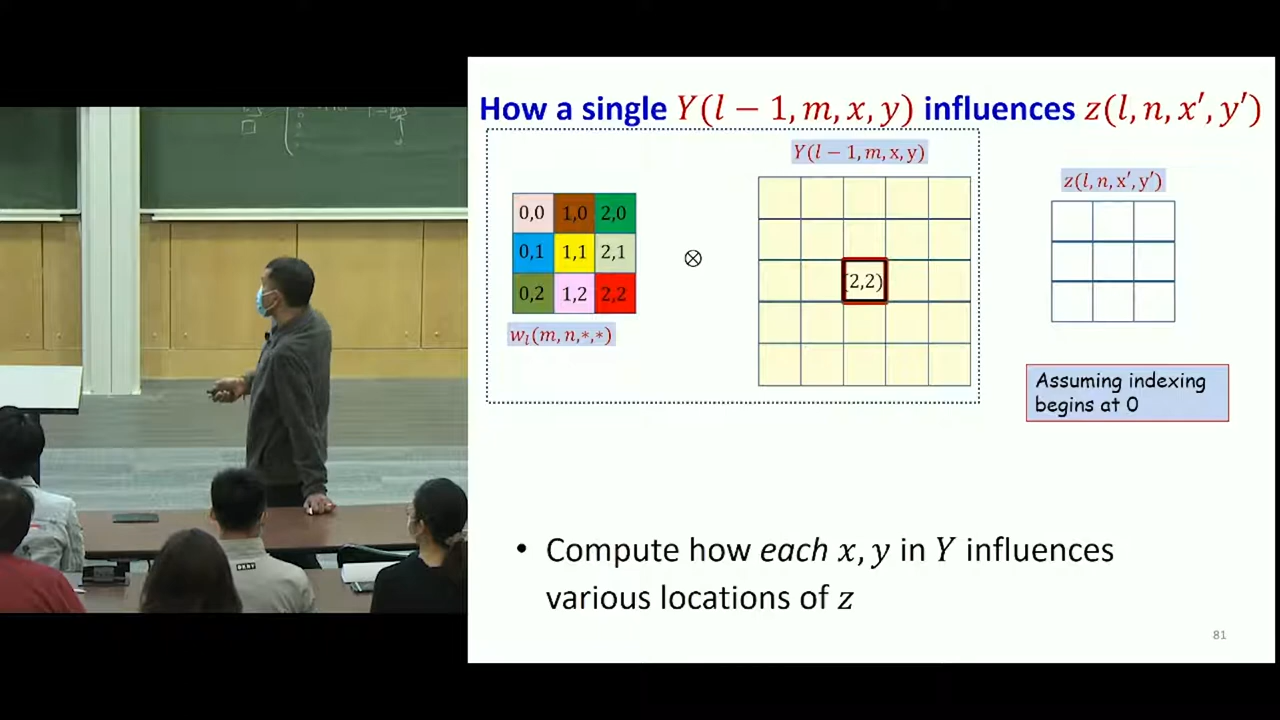 How a single Y(l − 1, m, x, y) influences z(l, n, x′, y′)
Y(l − 1, m, x, y)
z(l, n, x′, y′)
0,0 1,0 2,0
0,1 1,1 2,1
⊗
(2,2)
0,2 1,2 2,2
w_l(m, n,∗,∗)
Assuming indexing
begins at 0
• Compute how each x, y in Y influences
various locations of z
81
DKNY